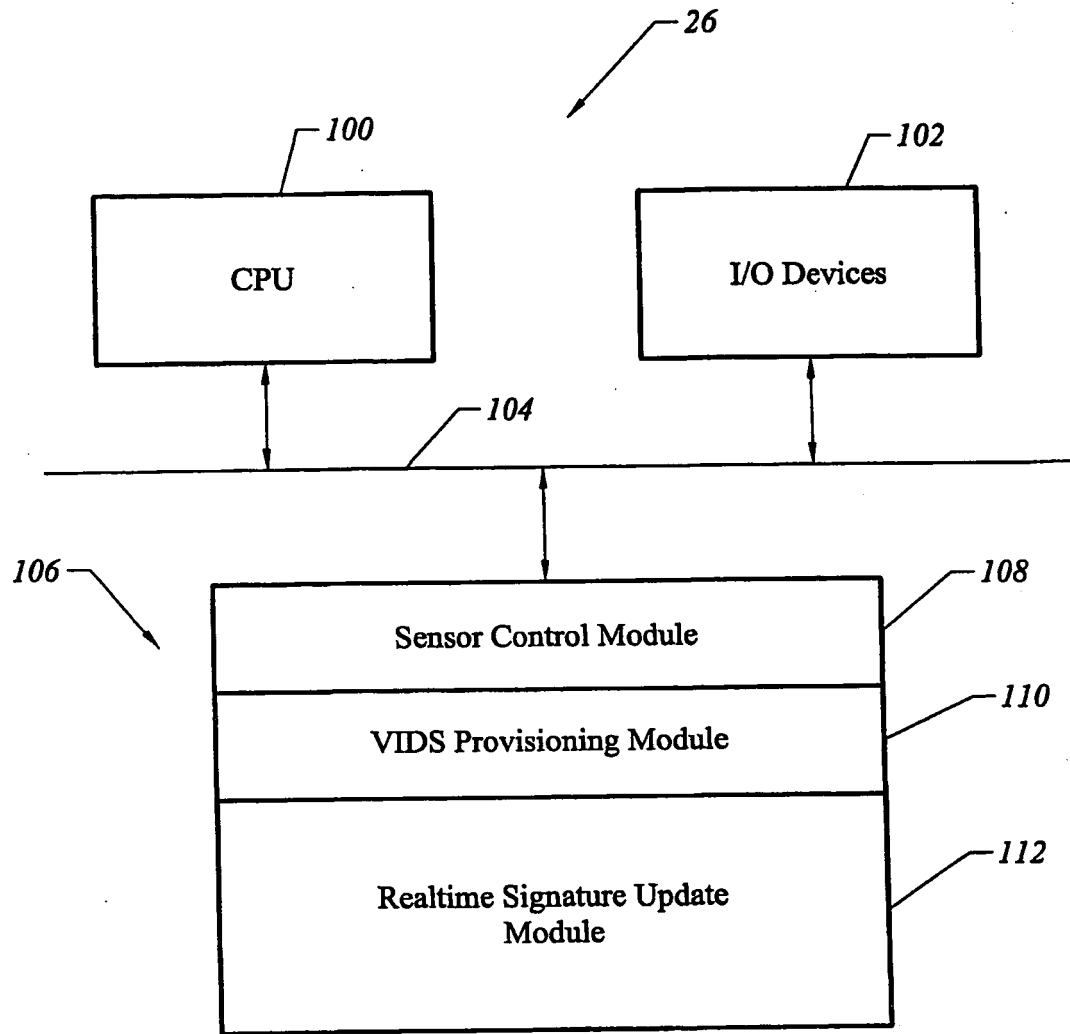 26
100
102
CPU
I/O Devices
104
106
108
Sensor Control Module
110
VIDS Provisioning Module
112
Realtime Signature Update
Module